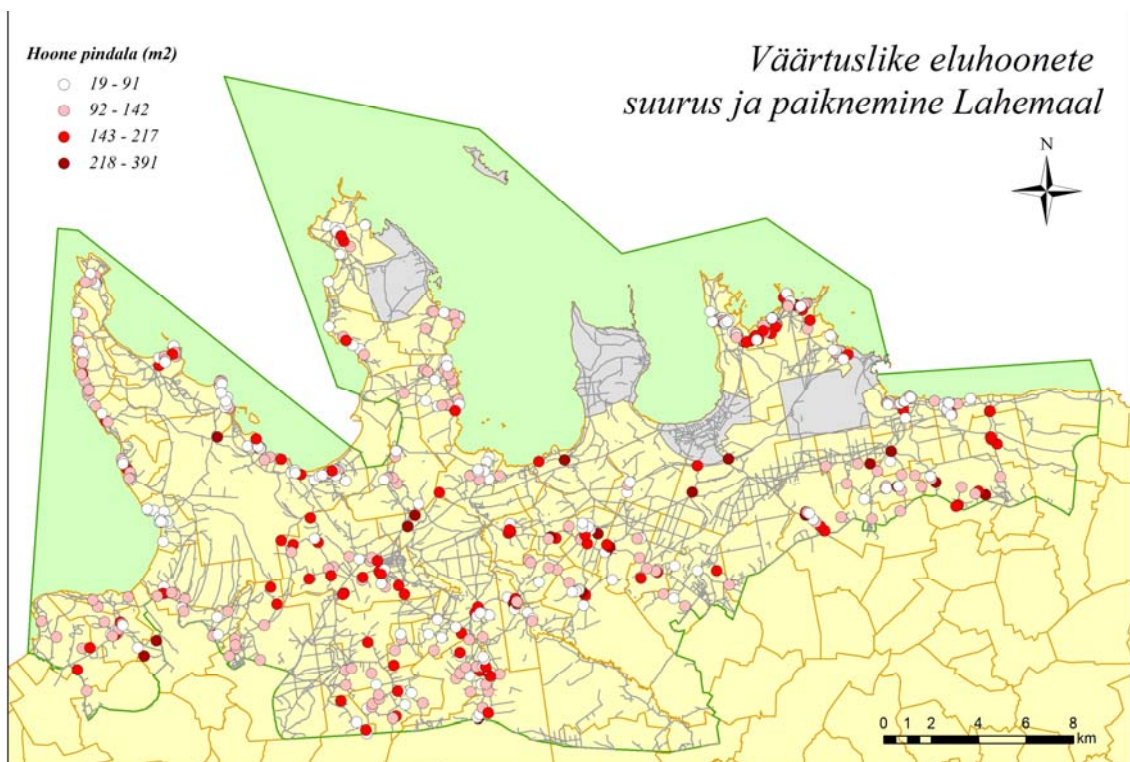 Hoone pindala (m2)
19 - 91
92 - 142
143 - 217
218 - 391
Väärtuslike eluhoonete
suurus ja paiknemine Lahemaal
N
0 1 2 4 6 8
km